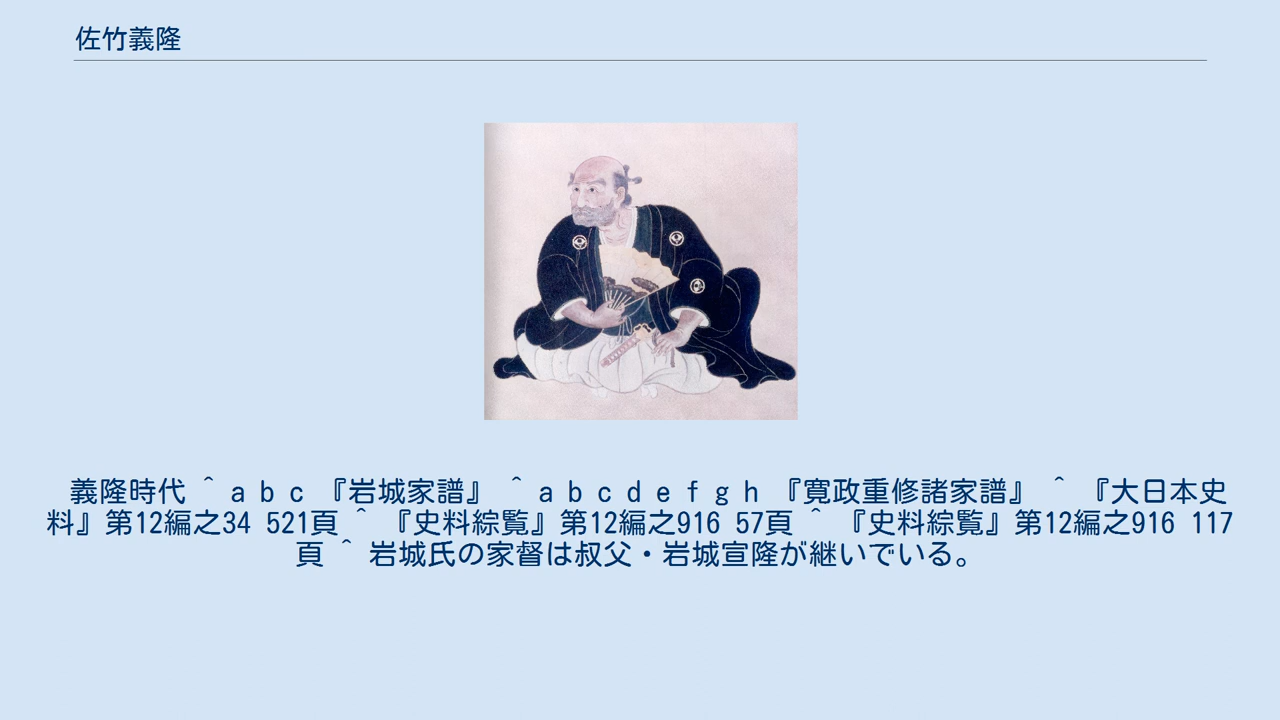 佐竹義隆
義隆時代 ^ a b c 『岩城家譜』 ^ a b c d e f g h 『寛政重修諸家譜』 ^ 『大日本史
料』第12編之34 521頁 ^ 『史料綜覧』第12編之916 57頁 ^ 『史料綜覧』第12編之916 117
頁 ^ 岩城氏の家督は叔父・岩城宣隆が継いでいる。